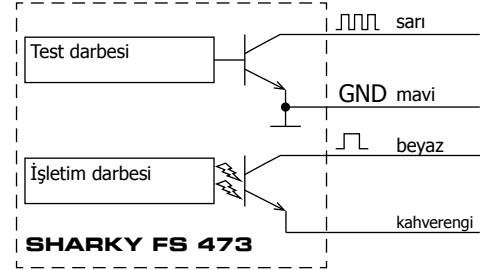 sarı
Test darbesi
GND mavi
beyaz
İşletim darbesi
kahverengi
SHARKY FS 473